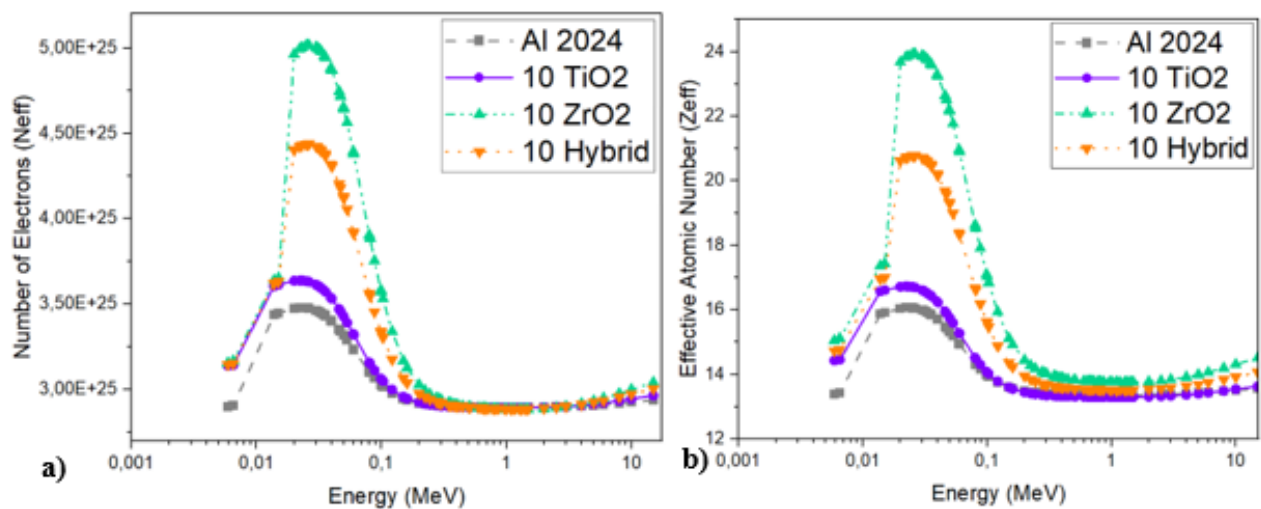 Number of Electrons (Neff)
5,00E+25
4,50E+25
4,00E+25
3,50E+25
3,00E+25
Al 2024
10 TiO2
10 ZrO2
10 Hybrid
0,001
0,01
0,1
1
10
Energy (MeV)
a)
Effective Atomic Number (Zeff)
24
22
20
18
16
14
12
Al 2024
10 TiO2
10 ZrO2
10 Hybrid
0,001
0,01
0,1
1
10
Energy (MeV)
b)